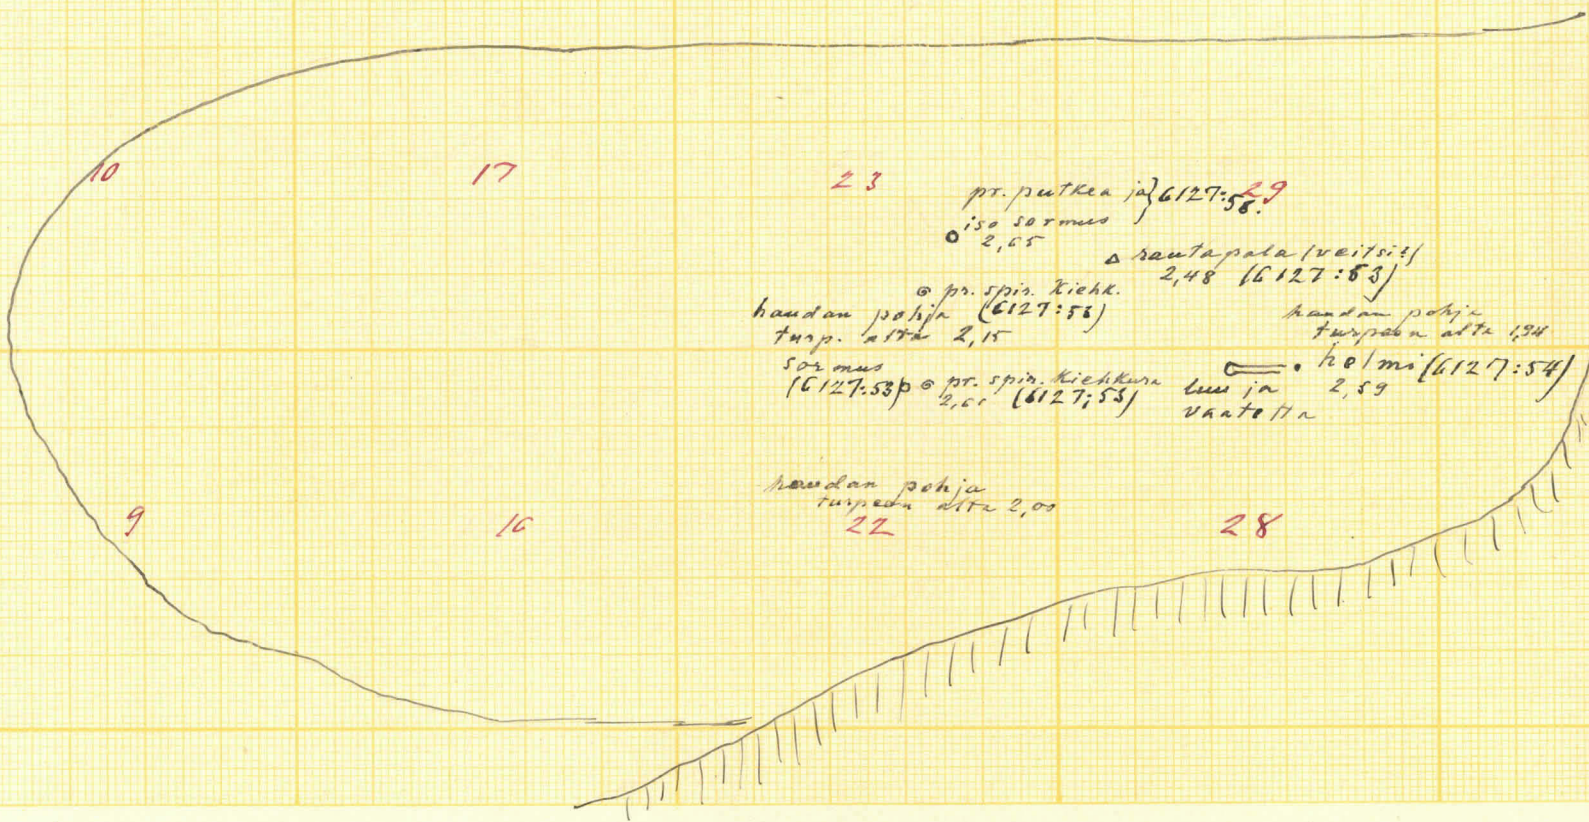 10
17
23
29
pr. putkea ja } 6127:56.
iso sormus
2,65
rautapala (veitsi?)
2,48 (6127:53)
pr. spir. kiehk.
haudan pohja (6127:53)
turp. alta 2,15
haudan pohja
turpeen alta 1,94
sormus
(6127:53) pr. spir. kiehkura
2,61 (6127:53)
helmi (6127:54)
luu ja 2,59
vaatetta
haudan pohja
turpeen alta 2,00
9
16
22
28